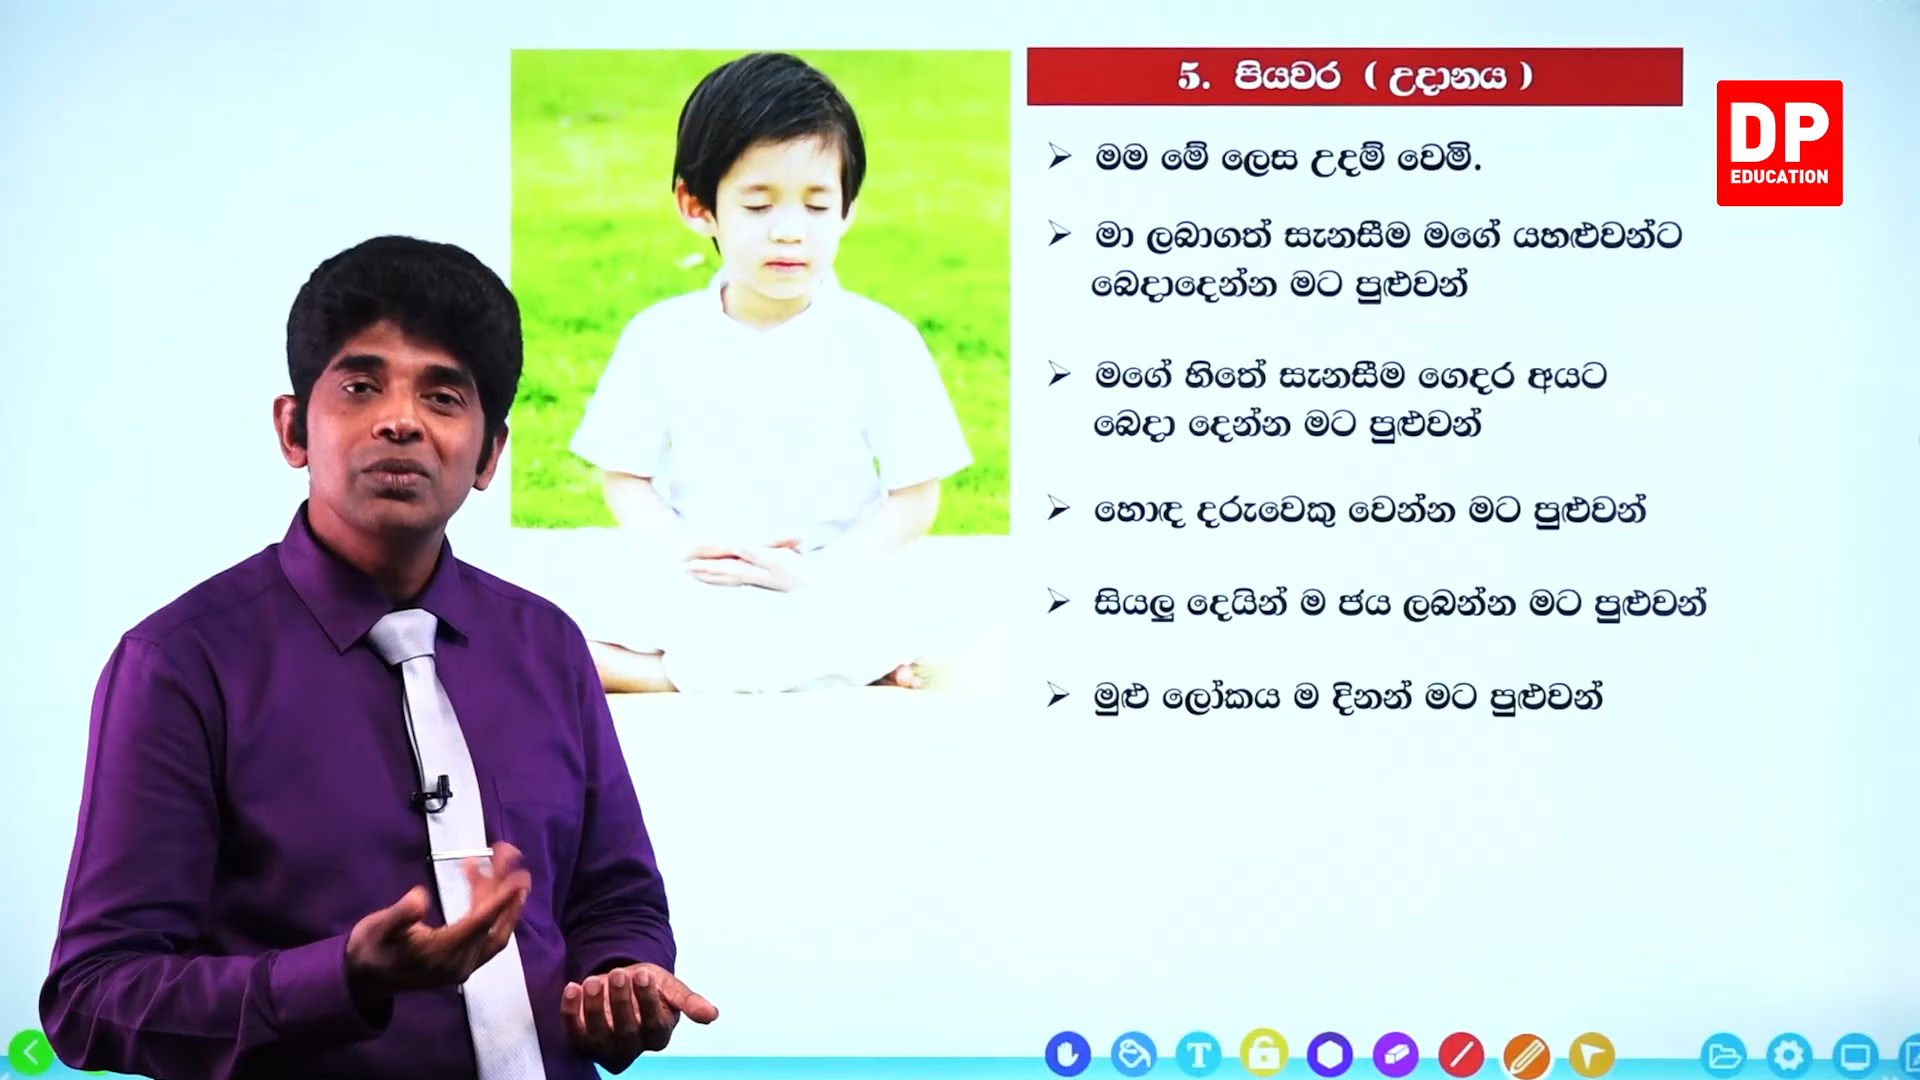 5. පියවර ( උදානය )
DP
EDUCATION
➢ මම මේ ලෙස උදම් වෙමි.
➢ මා ලබාගත් සැනසීම මගේ යහළුවන්ට
බෙදාදෙන්න මට පුළුවන්
➢ මගේ හිතේ සැනසීම ගෙදර අයට
බෙදා දෙන්න මට පුළුවන්
➢ හොඳ දරුවෙකු වෙන්න මට පුළුවන්
➢ සියලු දෙයින් ම ජය ලබන්න මට පුළුවන්
➢ මුළු ලෝකය ම දිනන් මට පුළුවන්
T